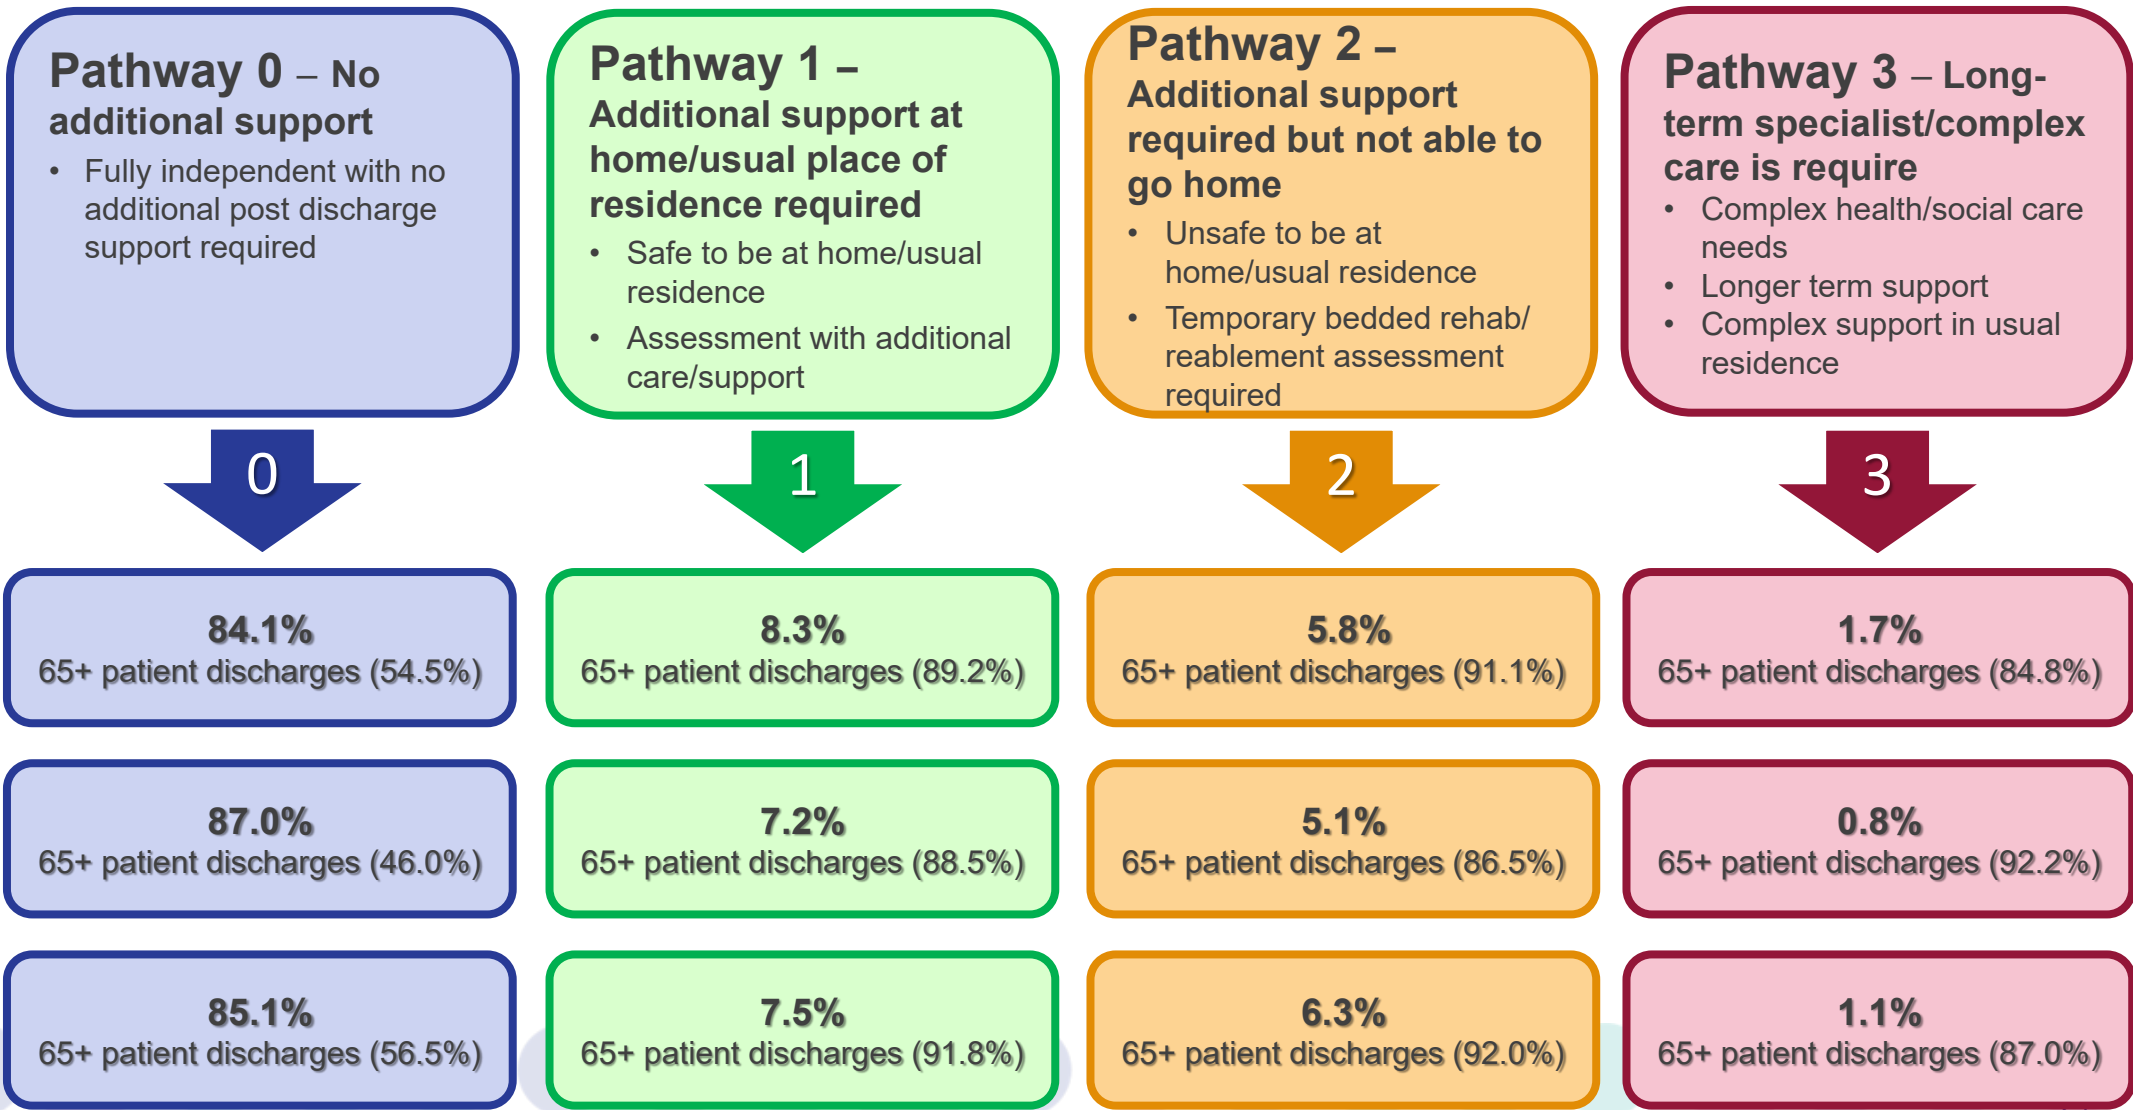 Pathway 0 – No
additional support
• Fully independent with no
additional post discharge
support required
Pathway 1 –
Additional support at
home/usual place of
residence required
• Safe to be at home/usual
residence
• Assessment with additional
care/support
Pathway 2 –
Additional support
required but not able to
go home
• Unsafe to be at
home/usual residence
• Temporary bedded rehab/
reablement assessment
required
Pathway 3 – Long-
term specialist/complex
care is require
• Complex health/social care
needs
• Longer term support
• Complex support in usual
residence
0
1
2
3
84.1%
65+ patient discharges (54.5%)
8.3%
65+ patient discharges (89.2%)
5.8%
65+ patient discharges (91.1%)
1.7%
65+ patient discharges (84.8%)
87.0%
65+ patient discharges (46.0%)
7.2%
65+ patient discharges (88.5%)
5.1%
65+ patient discharges (86.5%)
0.8%
65+ patient discharges (92.2%)
85.1%
65+ patient discharges (56.5%)
7.5%
65+ patient discharges (91.8%)
6.3%
65+ patient discharges (92.0%)
1.1%
65+ patient discharges (87.0%)